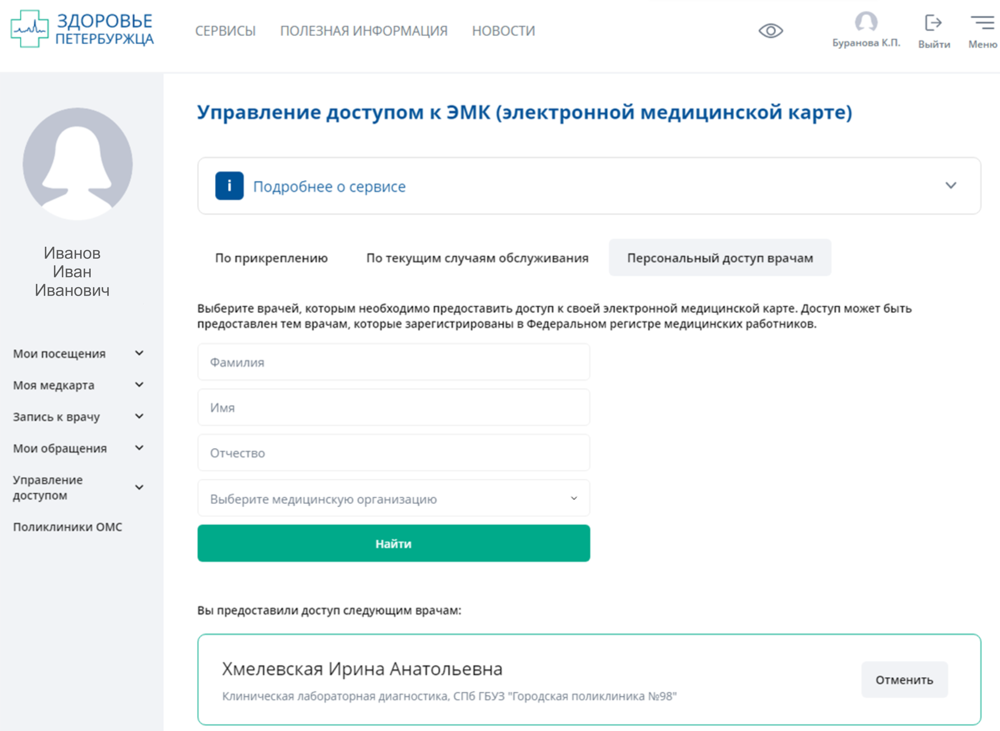 ЗДОРОВЬЕ
ПЕТЕРБУРЖЦА
СЕРВИСЫ ПОЛЕЗНАЯ ИНФОРМАЦИЯ НОВОСТИ
Буранова К.П. Выйти Меню
Иванов
Иван
Иванович
Мои посещения
Моя медкарта
Запись к врачу
Мои обращения
Управление
доступом
Поликлиники ОМС
Управление доступом к ЭМК (электронной медицинской карте)
i Подробнее о сервисе
По прикреплению По текущим случаям обслуживания Персональный доступ врачам
Выберите врачей, которым необходимо предоставить доступ к своей электронной медицинской карте. Доступ может быть
предоставлен тем врачам, которые зарегистрированы в Федеральном регистре медицинских работников.
Фамилия
Имя
Отчество
Выберите медицинскую организацию
Найти
Вы предоставили доступ следующим врачам:
Хмелевская Ирина Анатольевна
Клиническая лабораторная диагностика, СПб ГБУЗ "Городская поликлиника №98"
Отменить